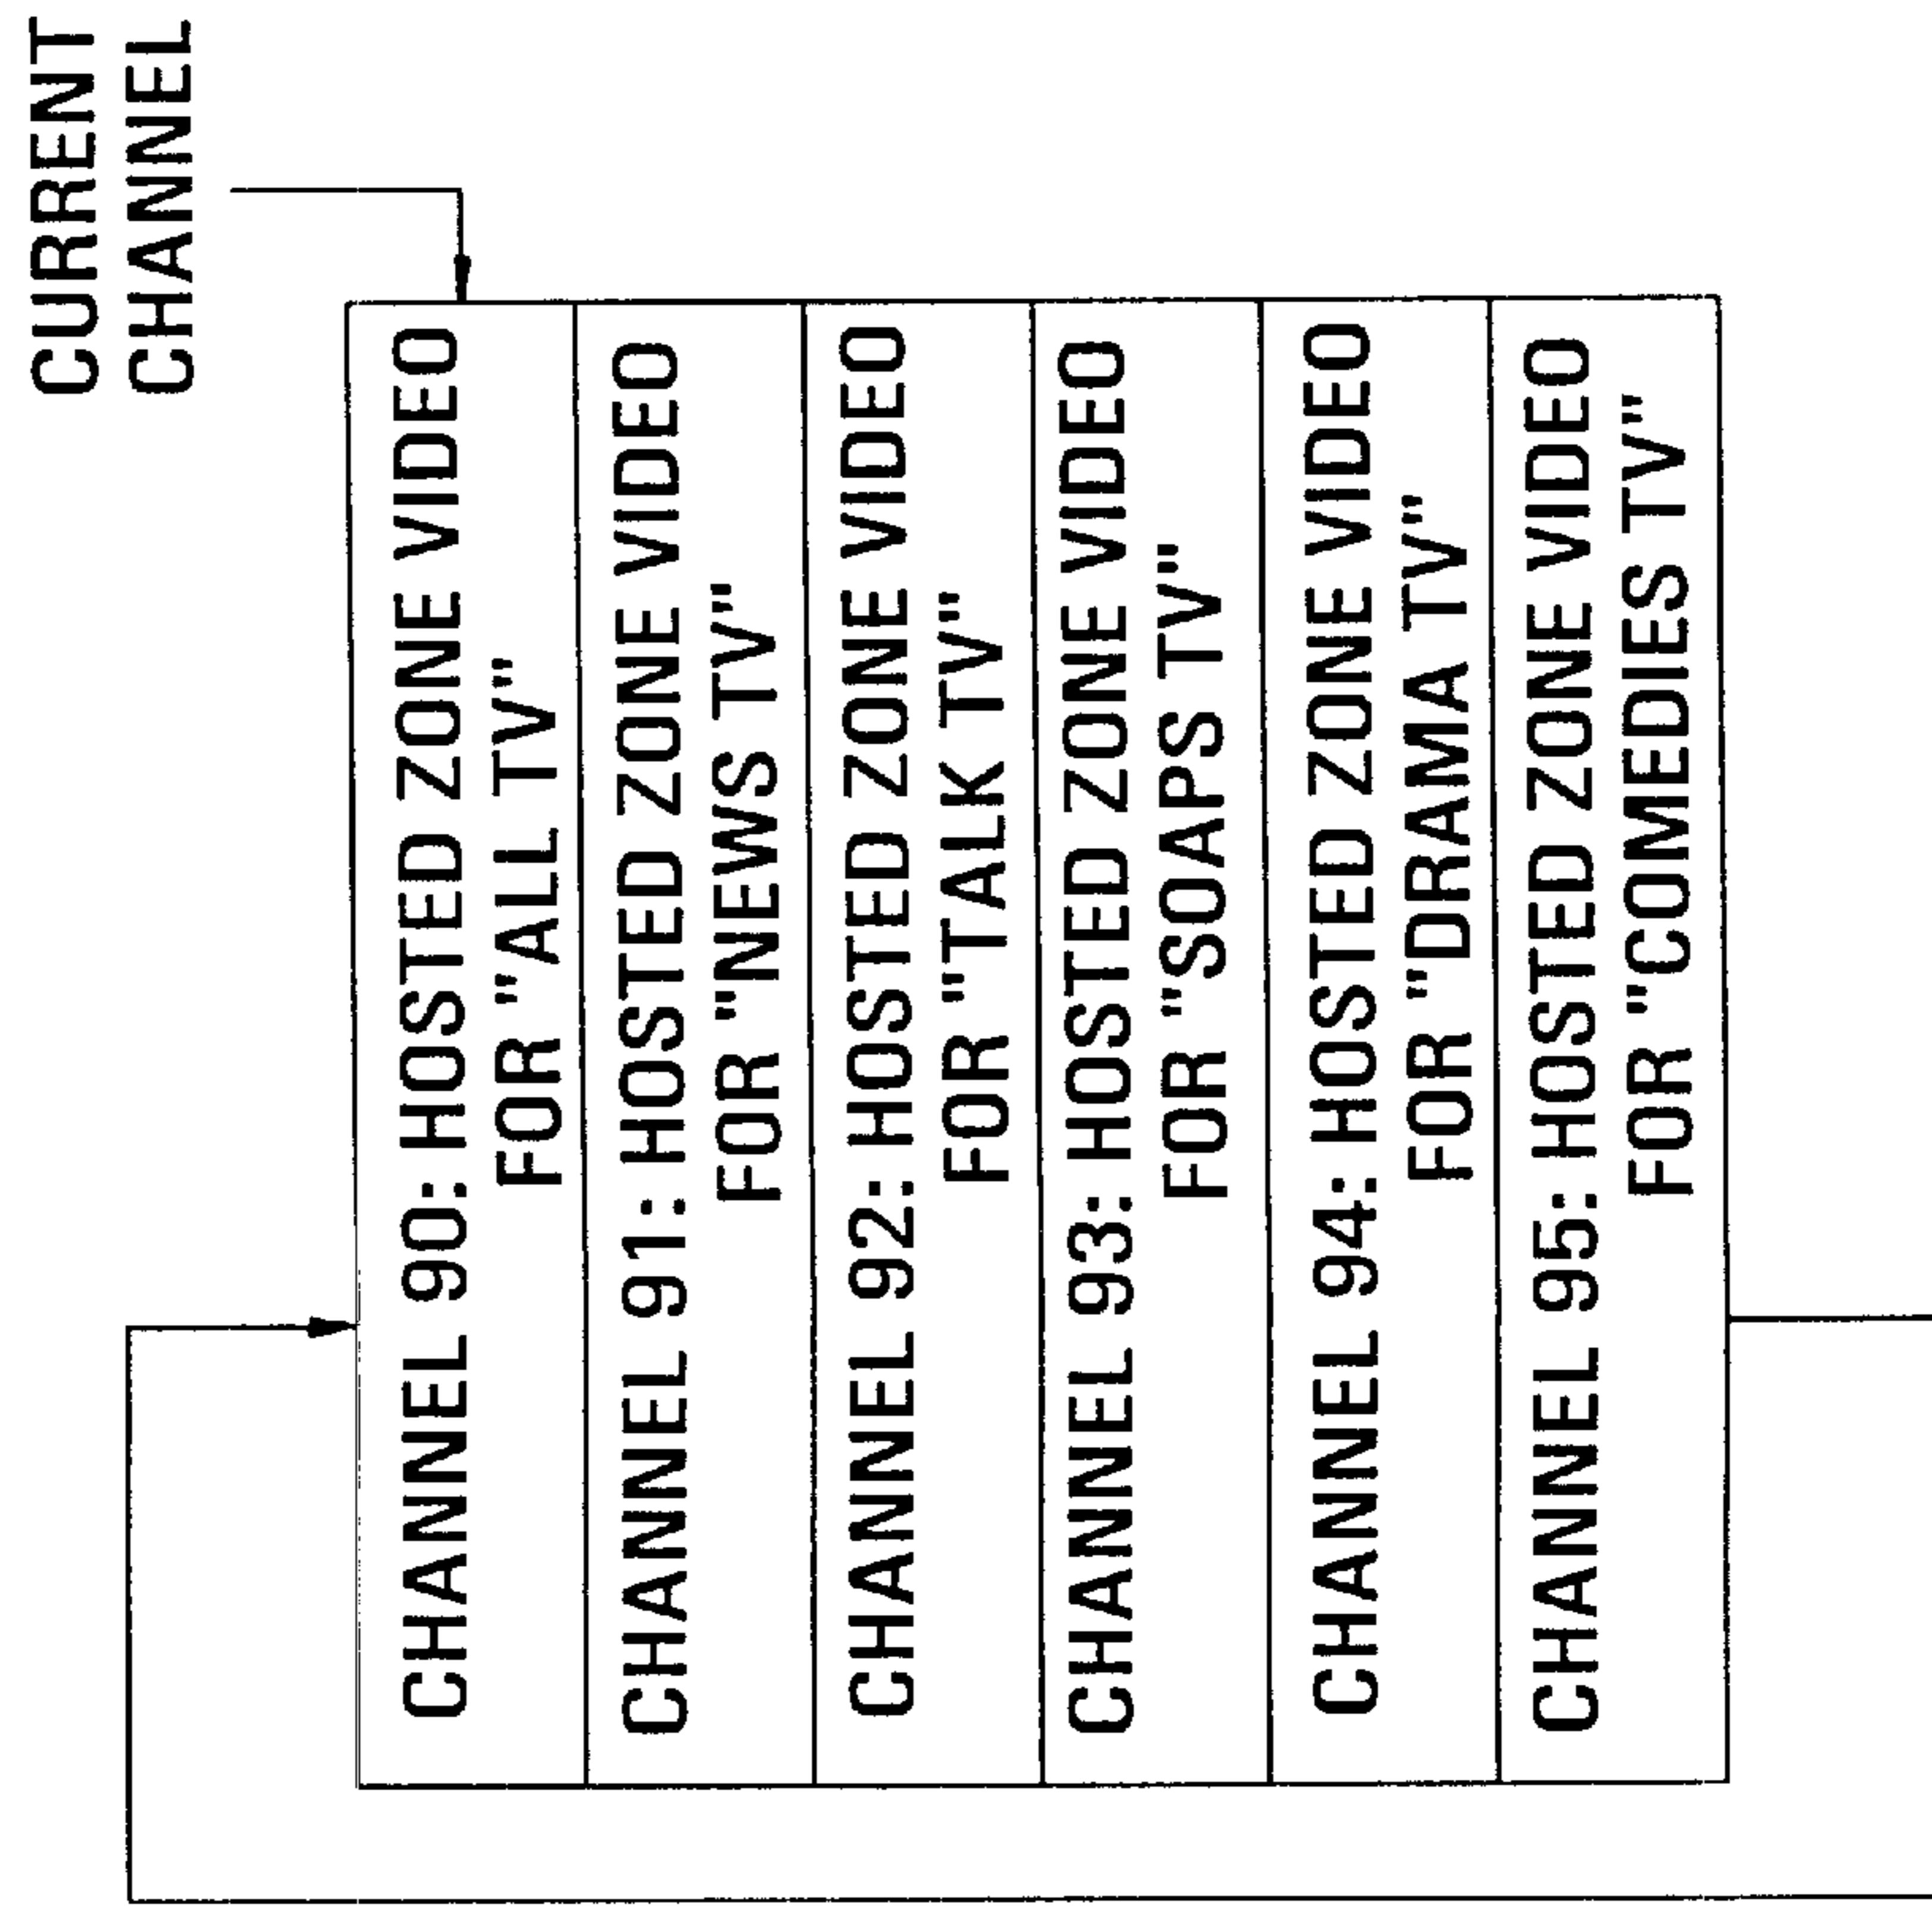 CURRENT
CHANNEL
CHANNEL 90: HOSTED ZONE VIDEO
FOR "ALL TV"
CHANNEL 91: HOSTED ZONE VIDEO
FOR "NEWS TV"
CHANNEL 92: HOSTED ZONE VIDEO
FOR "TALK TV"
CHANNEL 93: HOSTED ZONE VIDEO
FOR "SOAPS TV"
CHANNEL 94: HOSTED ZONE VIDEO
FOR "DRAMA TV"
CHANNEL 95: HOSTED ZONE VIDEO
FOR "COMEDIES TV"